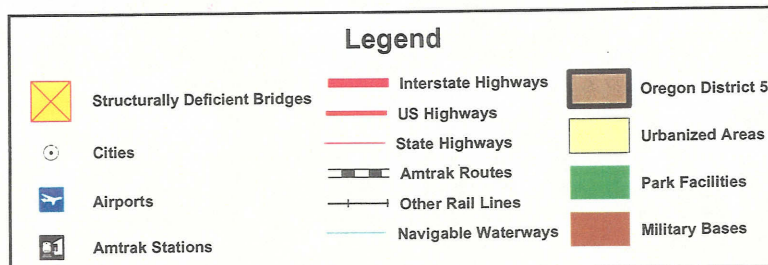 Legend
Structurally Deficient Bridges
Cities
Airports
Amtrak Stations
Interstate Highways
US Highways
State Highways
Amtrak Routes
Other Rail Lines
Navigable Waterways
Oregon District 5
Urbanized Areas
Park Facilities
Military Bases